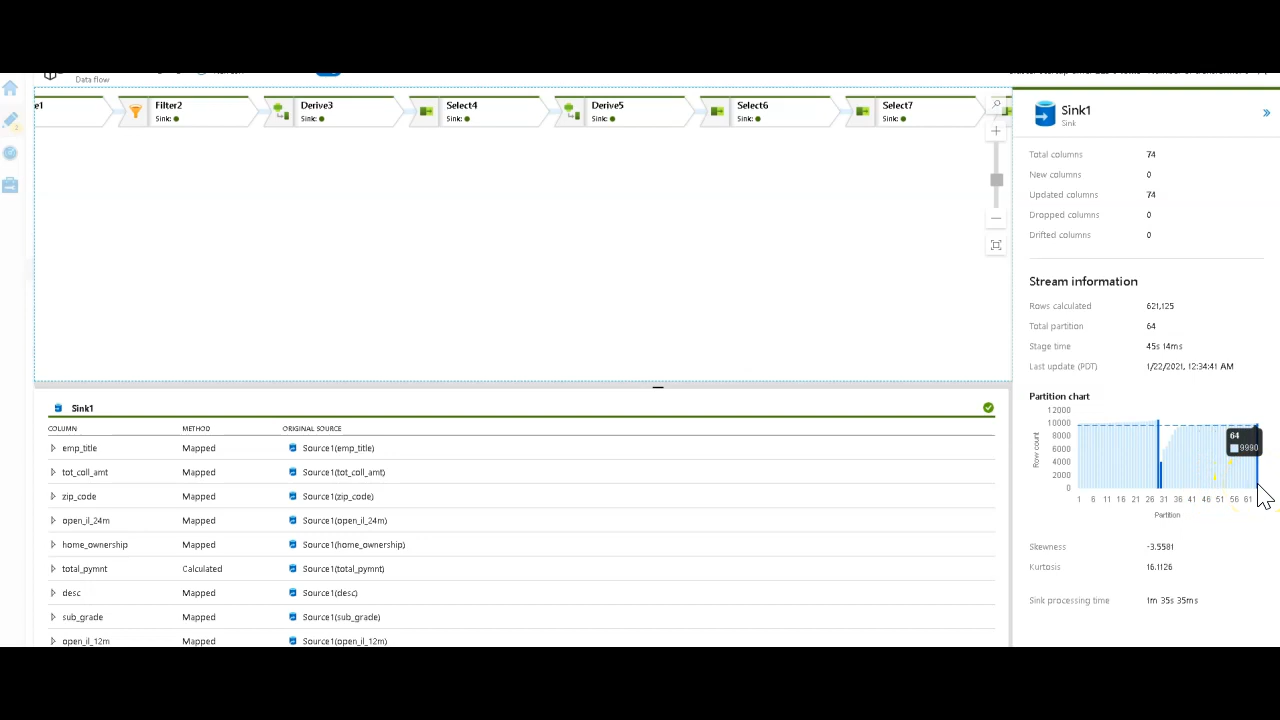 Data flow
e1
Filter2
Sink:
Derive3
Sink:
Select4
Sink:
Derive5
Sink:
Select6
Sink:
Select7
Sink:
Sink1
Sink
Total columns 74
New columns 0
Updated columns 74
Dropped columns 0
Drifted columns 0
Stream information
Rows calculated 621,125
Total partition 64
Stage time 45s 14ms
Last update (PDT) 1/22/2021, 12:34:41 AM
Partition chart
12000
10000
8000
6000
4000
2000
0
Row count
64
9990
1 6 11 16 21 26 31 36 41 46 51 56 61
Partition
Skewness -3.5581
Kurtosis 16.1126
Sink processing time 1m 35s 35ms
Sink1
COLUMN METHOD ORIGINAL SOURCE
emp_title Mapped Source1(emp_title)
tot_coll_amt Mapped Source1(tot_coll_amt)
zip_code Mapped Source1(zip_code)
open_il_24m Mapped Source1(open_il_24m)
home_ownership Mapped Source1(home_ownership)
total_pymnt Calculated Source1(total_pymnt)
desc Mapped Source1(desc)
sub_grade Mapped Source1(sub_grade)
open_il_12m Mapped Source1(open_il_12m)